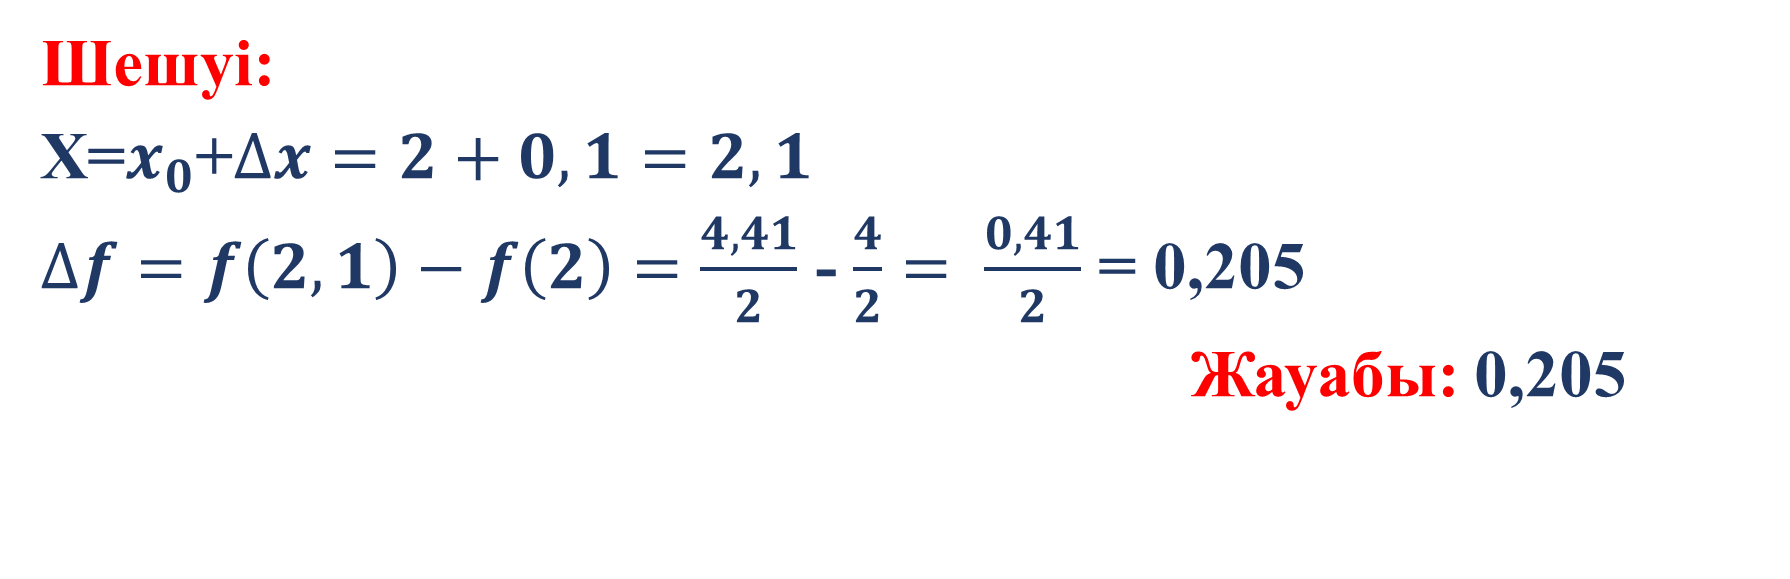 Шешуі:
X=x₀+Δx = 2 + 0,1 = 2,1
Δf = f(2,1) − f(2) = 4,41/2 - 4/2 = 0,41/2 = 0,205
Жауабы: 0,205